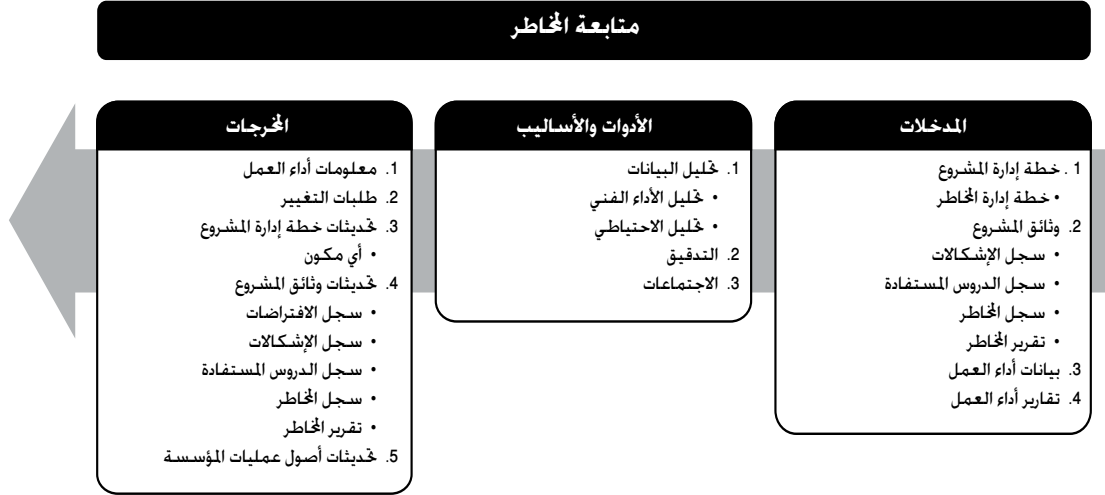 متابعة المخاطر
المدخلات
1 . خطة إدارة المشروع
• خطة إدارة المخاطر
2. وثائق المشروع
• سجل الإشكالات
• سجل الدروس المستفادة
• سجل المخاطر
• تقرير المخاطر
3. بيانات أداء العمل
4. تقارير أداء العمل
الأدوات والأساليب
1. تحليل البيانات
• تحليل الأداء الفني
• تحليل الاحتياطي
2. التدقيق
3. الاجتماعات
المخرجات
1. معلومات أداء العمل
2. طلبات التغيير
3. تحديثات خطة إدارة المشروع
• أي مكون
4. تحديثات وثائق المشروع
• سجل الافتراضات
• سجل الإشكالات
• سجل الدروس المستفادة
• سجل المخاطر
• تقرير المخاطر
5. تحديثات أصول عمليات المؤسسة